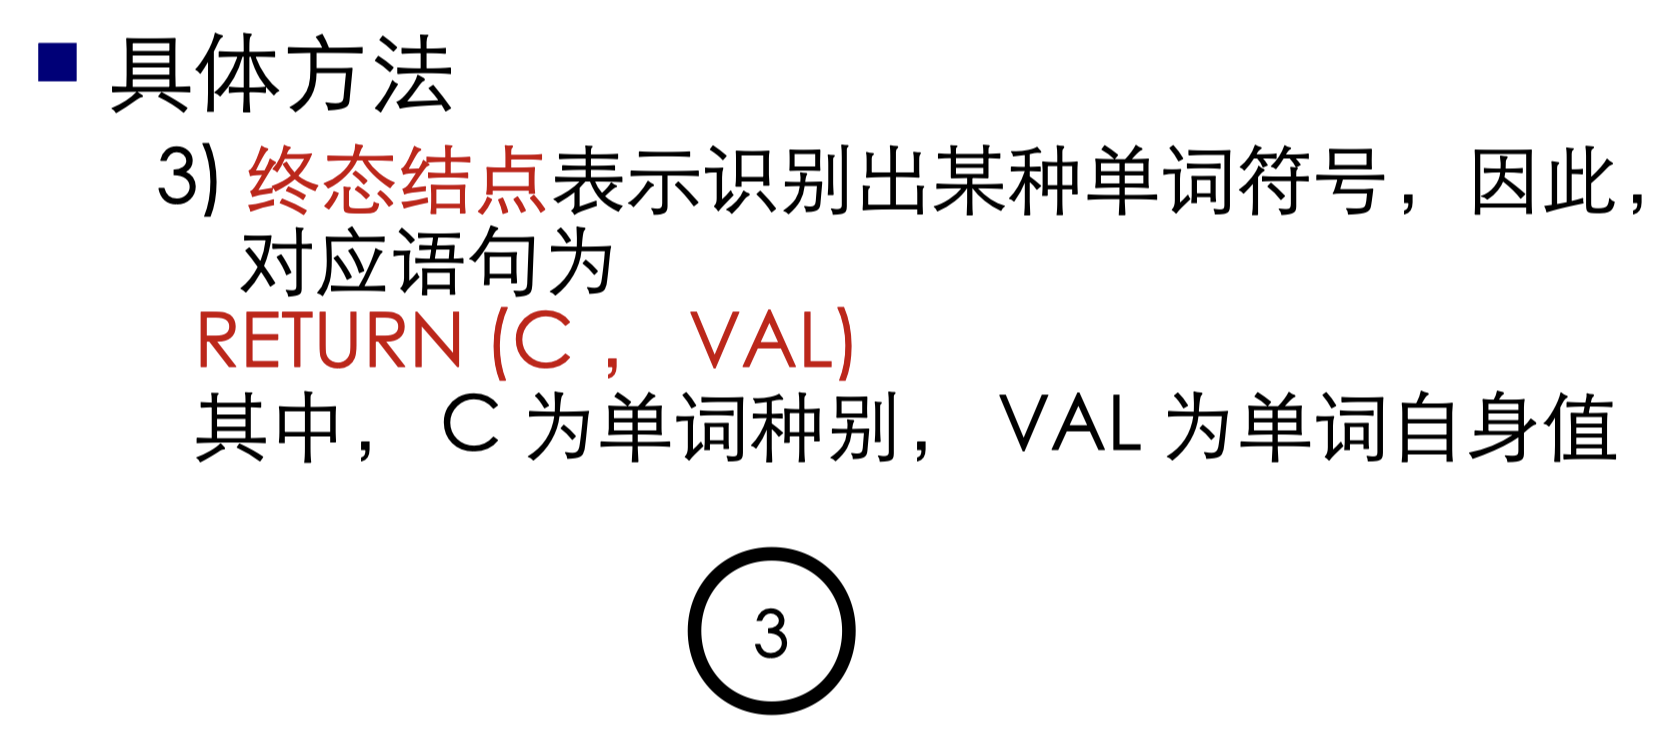 具体方法
3) 终态结点表示识别出某种单词符号，因此，
对应语句为
RETURN (C ， VAL)
其中， C 为单词种别， VAL 为单词自身值
3